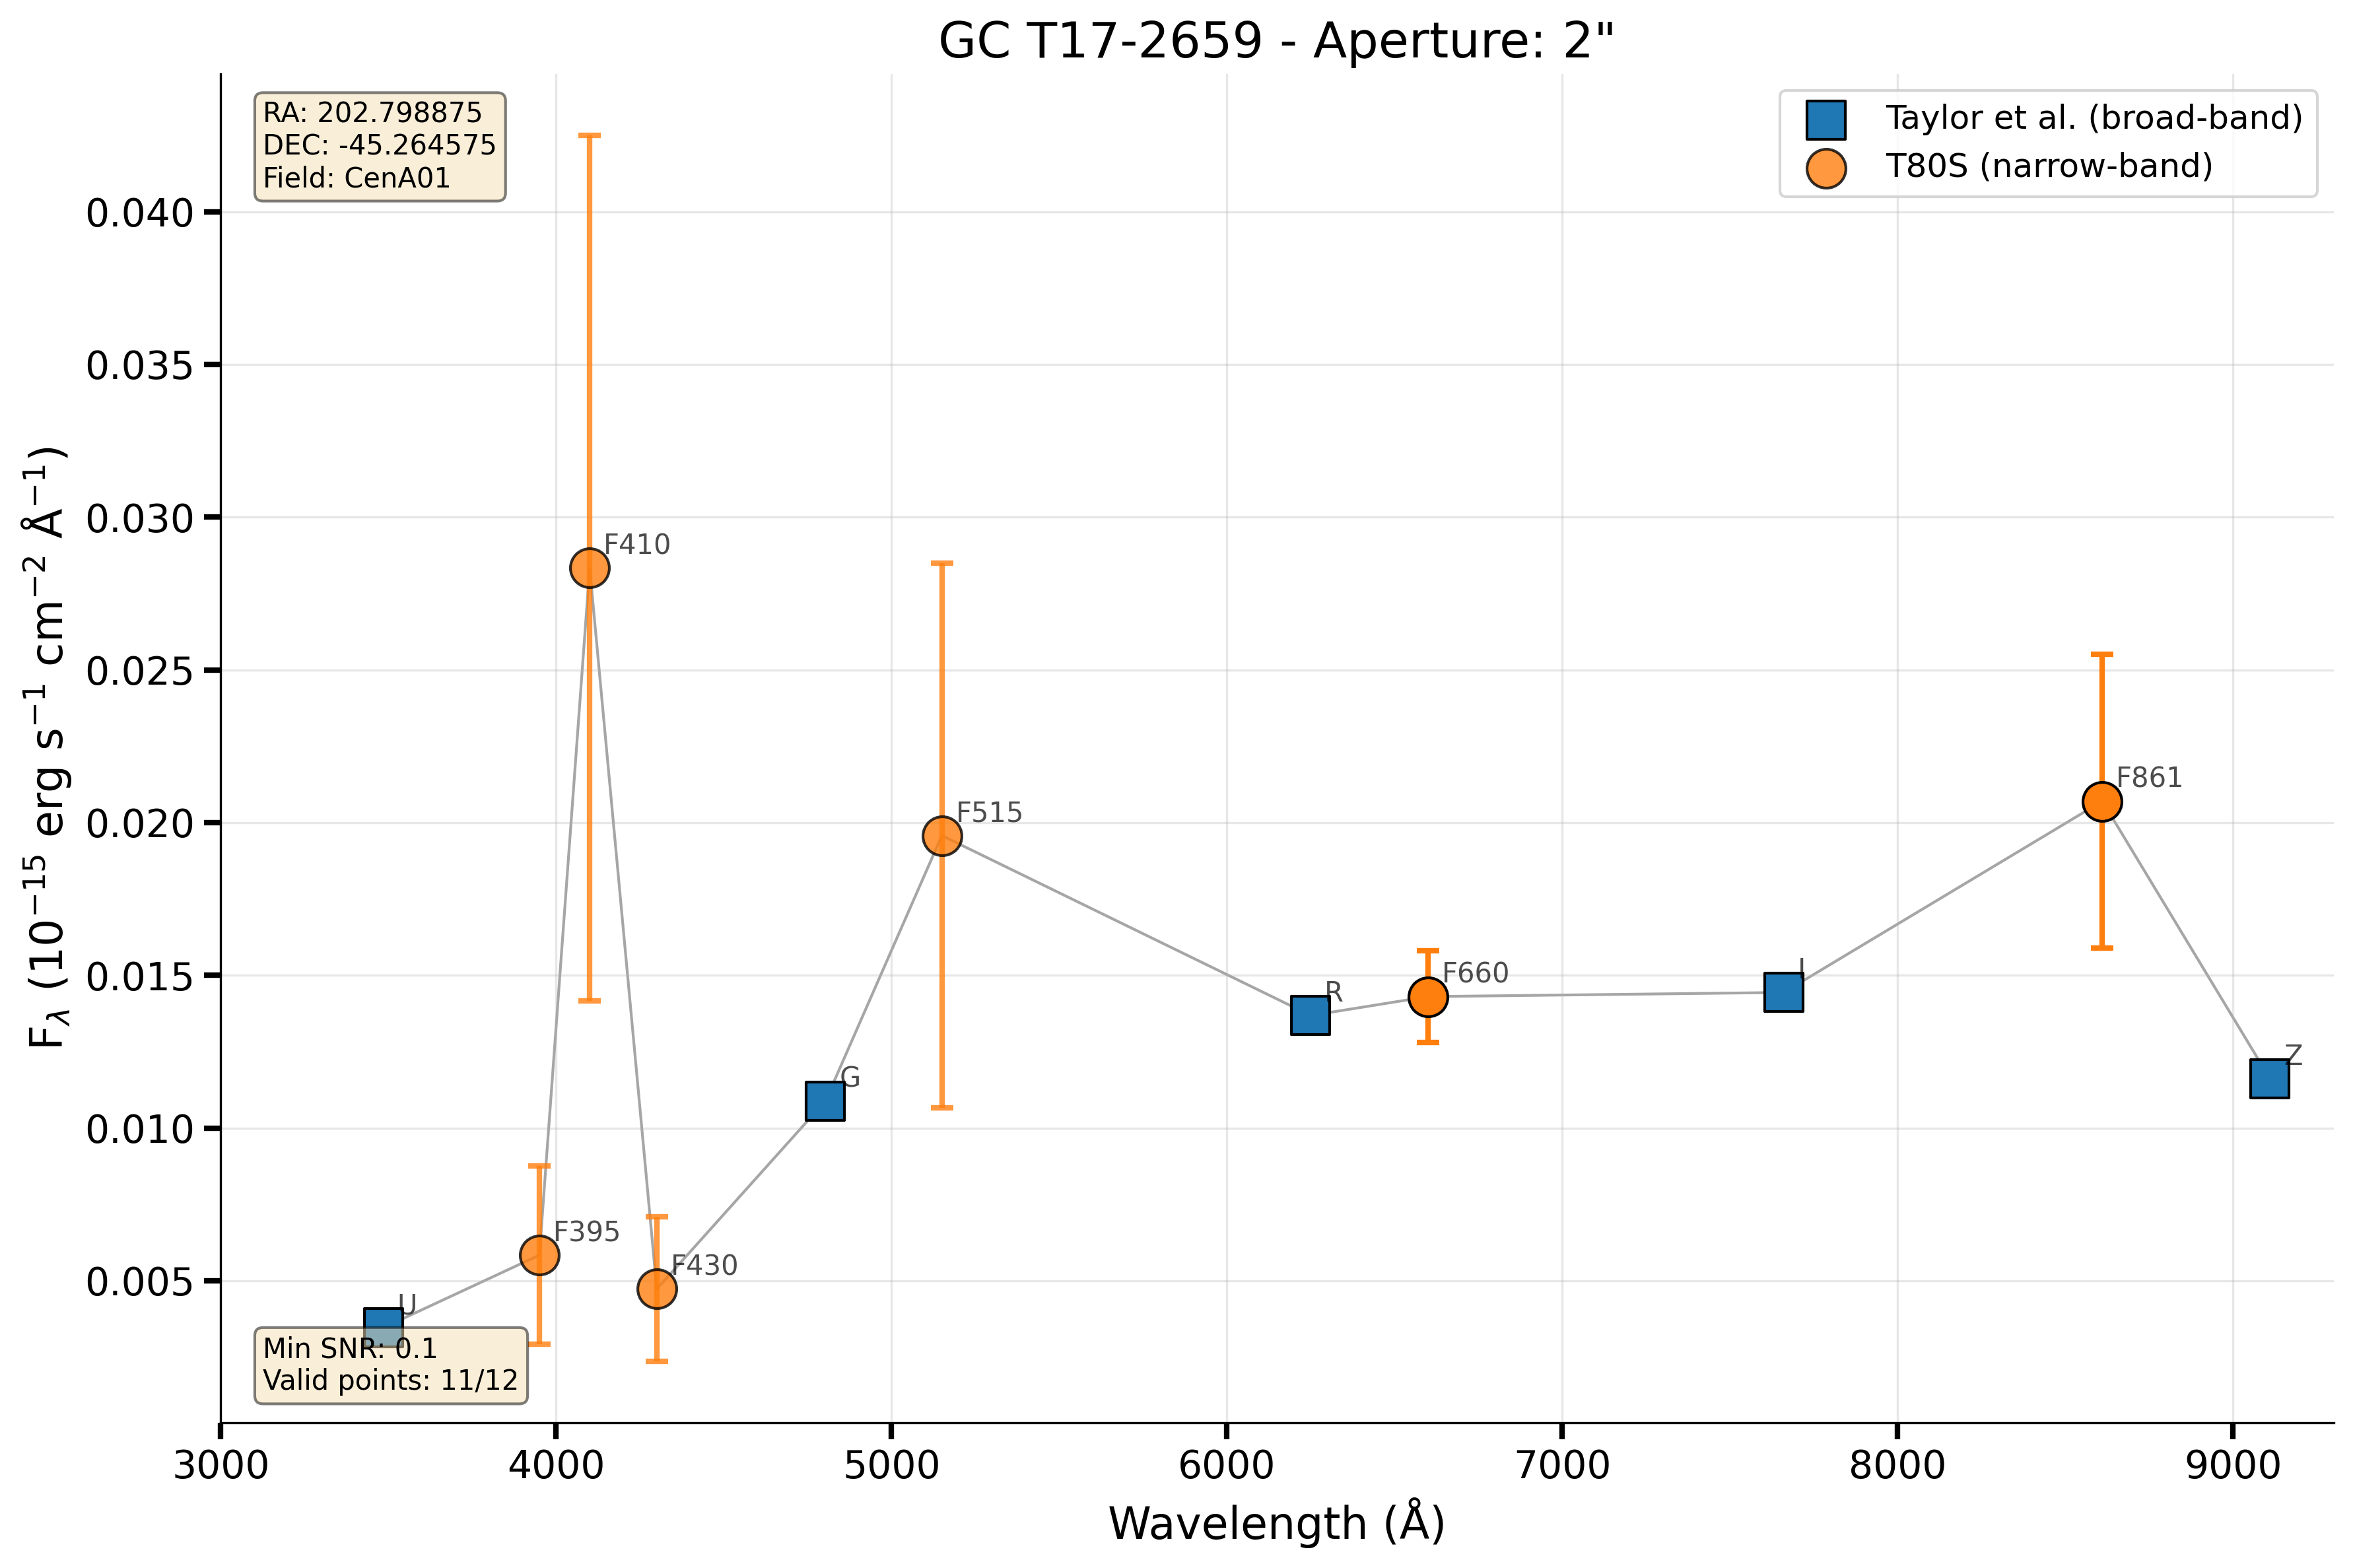 GC T17-2659 - Aperture: 2"
RA: 202.798875
DEC: -45.264575
Field: CenA01
Taylor et al. (broad-band)
T80S (narrow-band)
F$_{λ}$ (10$^{-15}$ erg s$^{-1}$ cm$^{-2}$ Å$^{-1}$)
0.040
0.035
0.030
0.025
0.020
0.015
0.010
0.005
F410
F515
F861
F660
I
R
G
Z
F395
F430
U
Min SNR: 0.1
Valid points: 11/12
3000 4000 5000 6000 7000 8000 9000
Wavelength (Å)